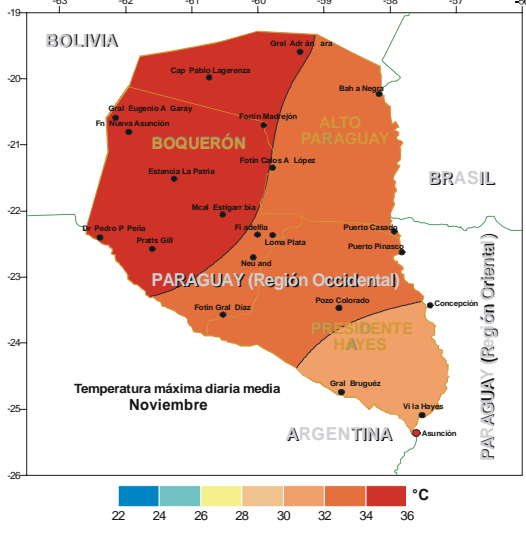 -63 -62 -61 -60 -59 -58 -57 -56
-19
BOLIVIA
Gral Adrán ara
Cap Pablo Lagerenza
-20
Bah a Negra
Gral Eugenio A Garay
Fn Nueva Asunción
Fortín Madrejón
ALTO
PARAGUAY
BOQUERÓN
-21
Fotin Calos A López
Estancia La Patria
BRASIL
-22
Mcal Estigarr bia
Dr Pedro P Peña
Pratts Gill
Fi adelfia
Loma Plata
Puerto Casado
Puerto Pinasco
Neu and
-23
PARAGUAY (Región Occidental)
Fotín Gral Díaz
Pozo Colorado
Concepción
PARAGUAY (Región Oriental)
PRESIDENTE
HAYES
-24
Temperatura máxima diaria media
Noviembre
Gral Bruguéz
-25
Vi la Hayes
ARGENTINA
Asunción
-26
°C
22 24 26 28 30 32 34 36